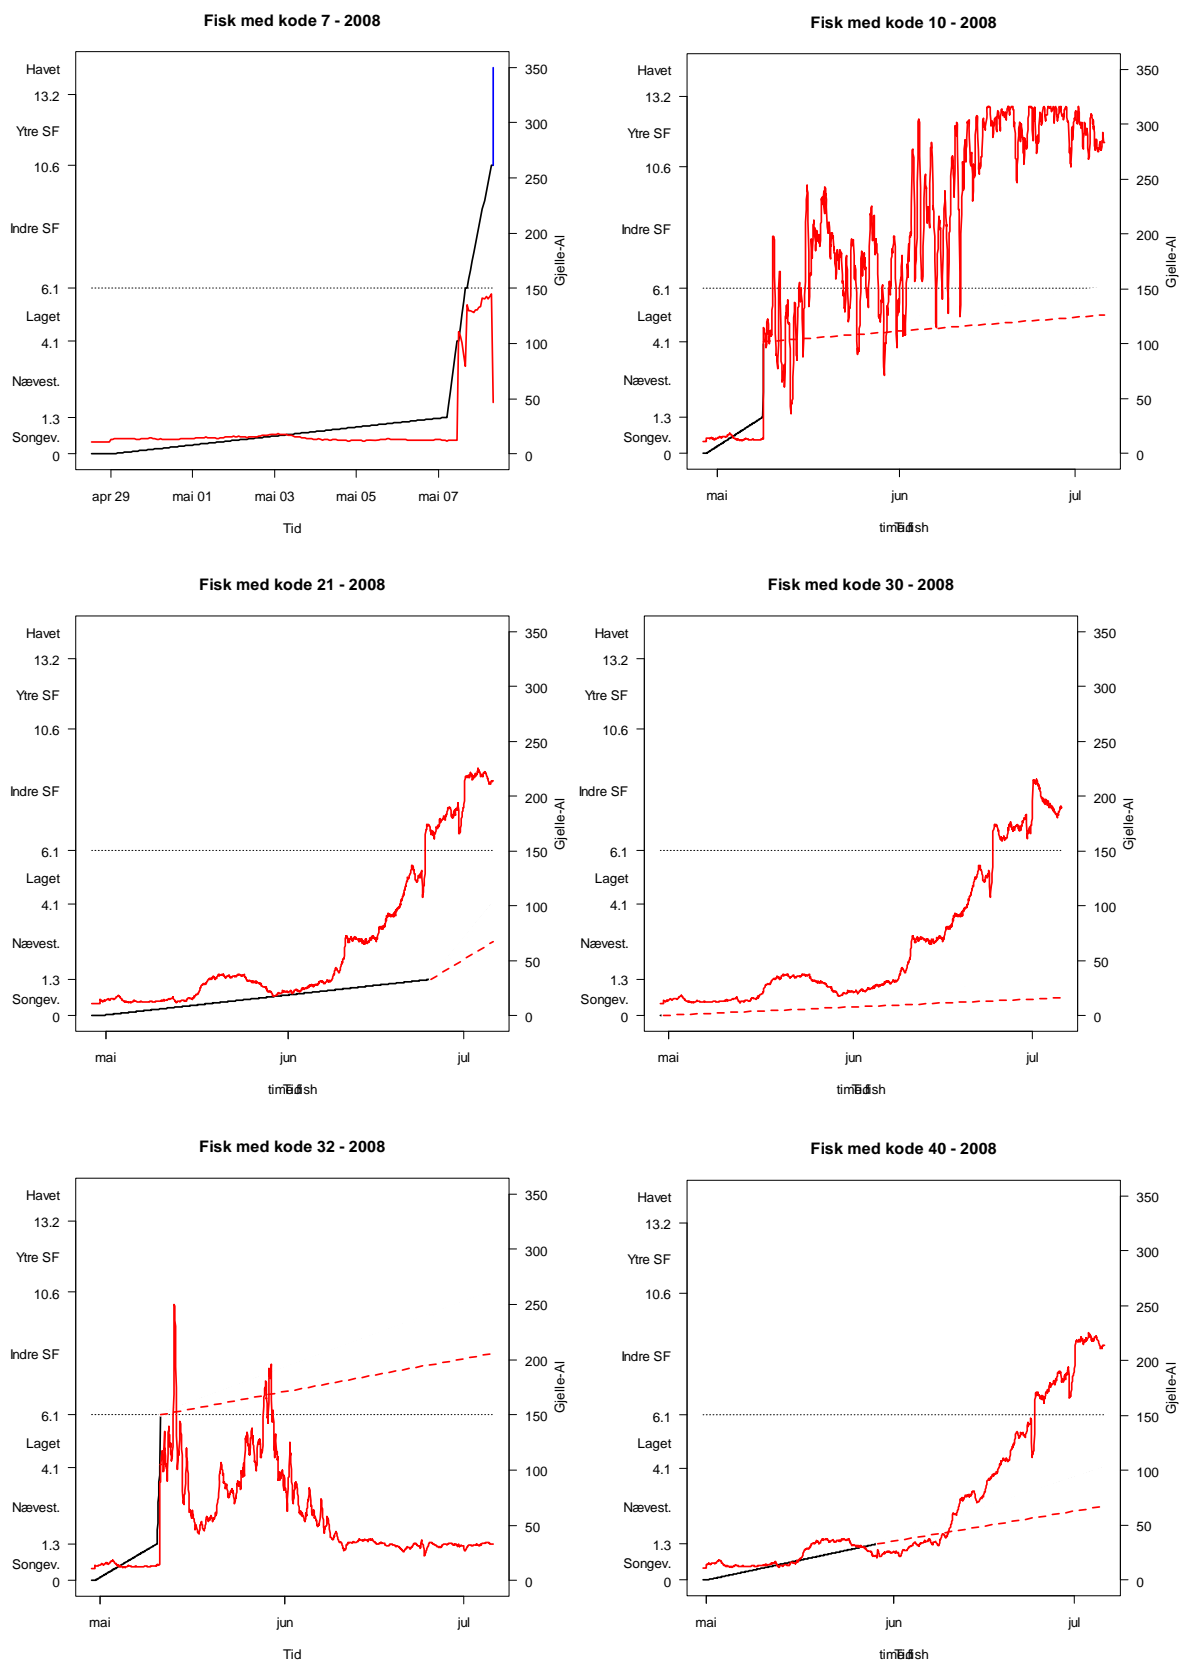 Fisk med kode 7 - 2008
Havet
13.2
Ytre SF
10.6
Indre SF
6.1
Laget
4.1
Nævest.
1.3
Songev.
0
350
300
250
200
150
100
50
0
Gjelle-Al
apr 29
mai 01
mai 03
mai 05
mai 07
Tid
Fisk med kode 10 - 2008
Havet
13.2
Ytre SF
10.6
Indre SF
6.1
Laget
4.1
Nævest.
1.3
Songev.
0
350
300
250
200
150
100
50
0
Gjelle-Al
mai
jun
jul
Fisk med kode 21 - 2008
Havet
13.2
Ytre SF
10.6
Indre SF
6.1
Laget
4.1
Nævest.
1.3
Songev.
0
350
300
250
200
150
100
50
0
Gjelle-Al
mai
jun
jul
Fisk med kode 30 - 2008
Havet
13.2
Ytre SF
10.6
Indre SF
6.1
Laget
4.1
Nævest.
1.3
Songev.
0
350
300
250
200
150
100
50
0
Gjelle-Al
mai
jun
jul
Fisk med kode 32 - 2008
Havet
13.2
Ytre SF
10.6
Indre SF
6.1
Laget
4.1
Nævest.
1.3
Songev.
0
350
300
250
200
150
100
50
0
Gjelle-Al
mai
jun
jul
Tid
Fisk med kode 40 - 2008
Havet
13.2
Ytre SF
10.6
Indre SF
6.1
Laget
4.1
Nævest.
1.3
Songev.
0
350
300
250
200
150
100
50
0
Gjelle-Al
mai
jun
jul